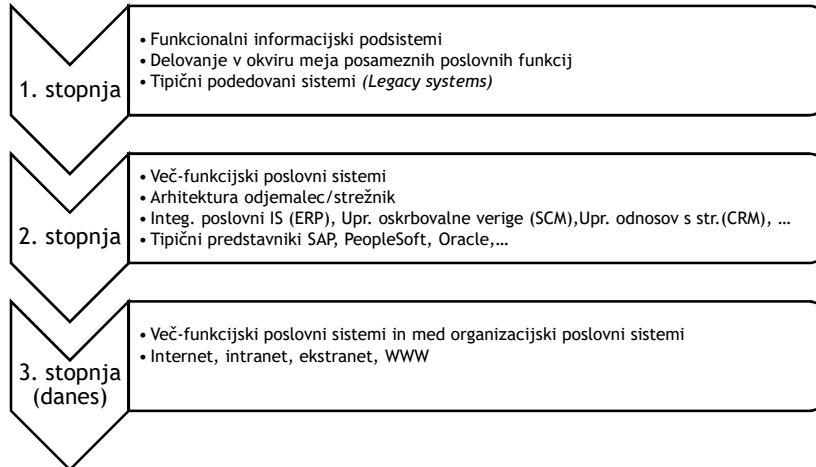 1. stopnja
• Funkcionalni informacijski podsistemi
• Delovanje v okviru meja posameznih poslovnih funkcij
• Tipični podedovani sistemi (Legacy systems)
2. stopnja
• Več-funkcijski poslovni sistemi
• Arhitektura odjemalec/strežnik
• Integ. poslovni IS (ERP), Upr. oskrbovalne verige (SCM),Upr. odnosov s str.(CRM), …
• Tipični predstavniki SAP, PeopleSoft, Oracle,…
3. stopnja
(danes)
• Več-funkcijski poslovni sistemi in med organizacijski poslovni sistemi
• Internet, intranet, ekstranet, WWW